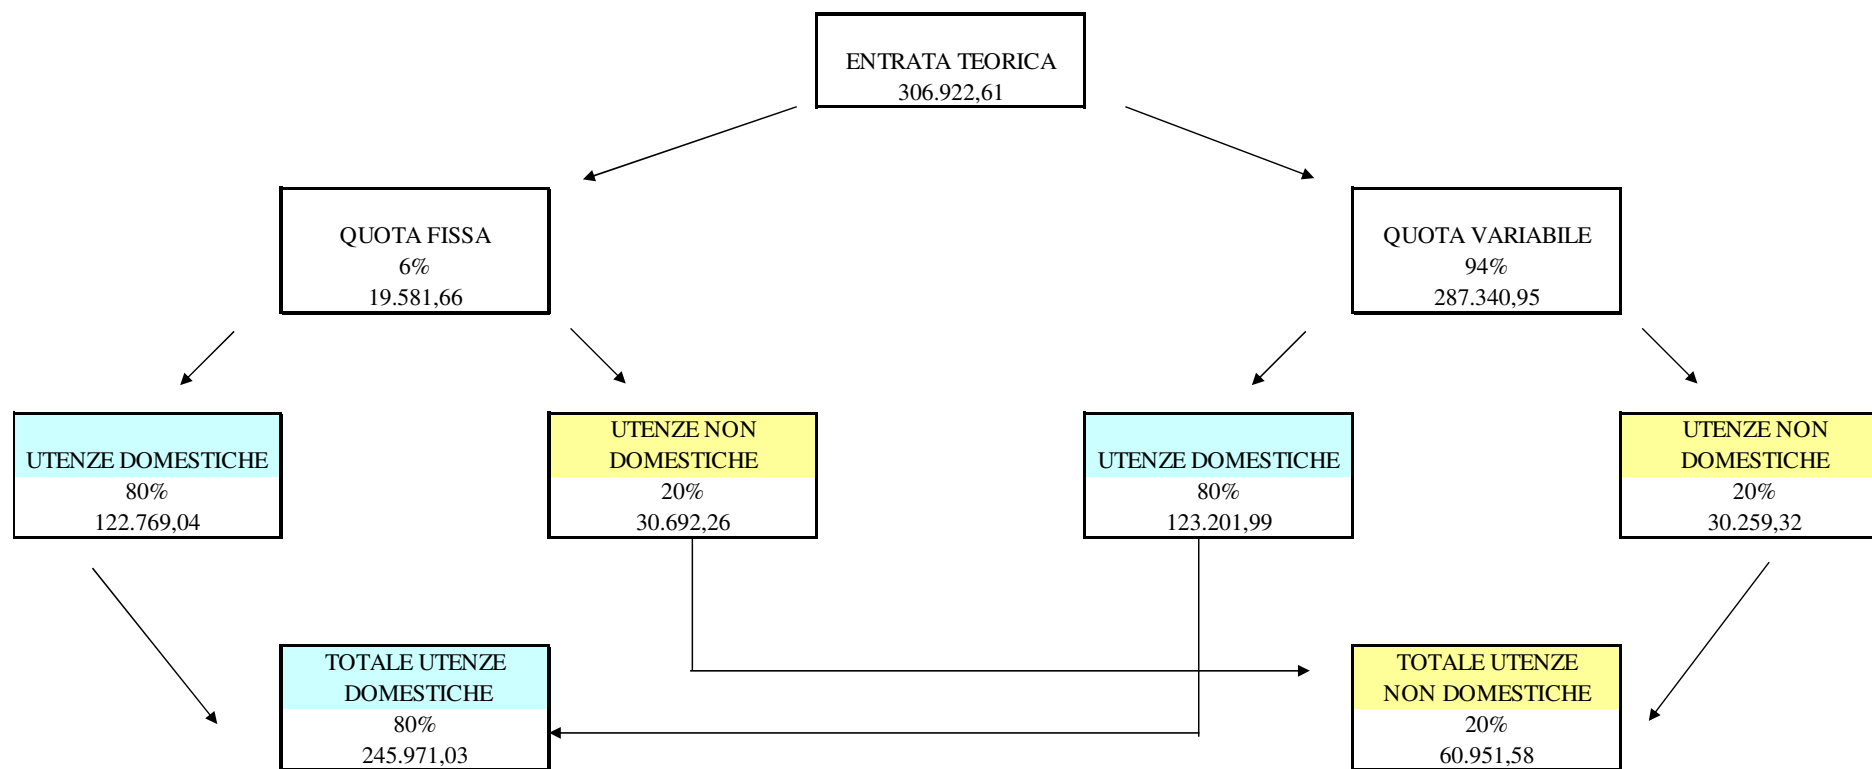 ENTRATA TEORICA
306.922,61
QUOTA FISSA
6%
19.581,66
QUOTA VARIABILE
94%
287.340,95
UTENZE DOMESTICHE
80%
122.769,04
UTENZE NON
DOMESTICHE
20%
30.692,26
UTENZE DOMESTICHE
80%
123.201,99
UTENZE NON
DOMESTICHE
20%
30.259,32
TOTALE UTENZE
DOMESTICHE
80%
245.971,03
TOTALE UTENZE
NON DOMESTICHE
20%
60.951,58